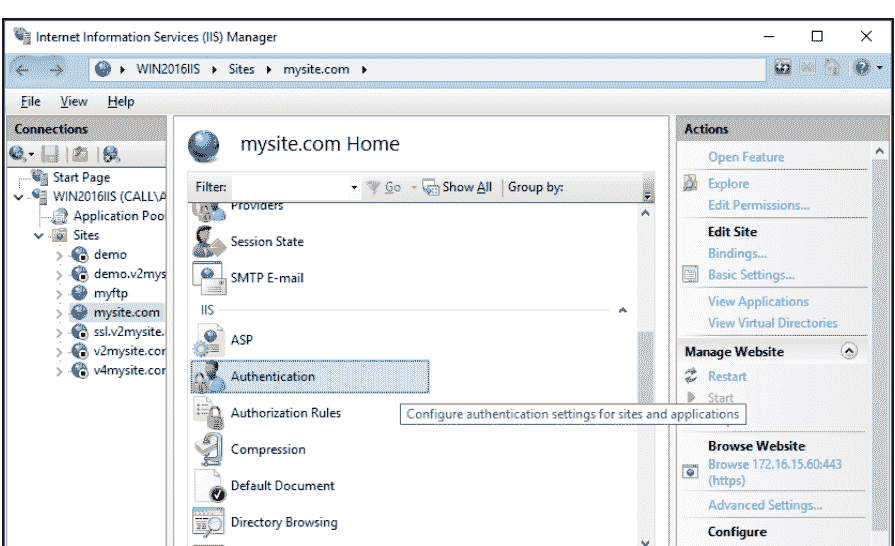 Internet Information Services (IIS) Manager
WIN2016IIS
Sites
mysite.com
File View Help
Connections
Start Page
WIN2016IIS (CALL\A
Application Poo
Sites
demo
demo.v2mys
myftp
mysite.com
ssl.v2mysite.
v2mysite.cor
v4mysite.cor
mysite.com Home
Filter: Go Show All Group by:
Providers
Session State
SMTP E-mail
IIS
ASP
Authentication
Configure authentication settings for sites and applications
Authorization Rules
Compression
Default Document
Directory Browsing
Actions
Open Feature
Explore
Edit Permissions...
Edit Site
Bindings...
Basic Settings...
View Applications
View Virtual Directories
Manage Website
Restart
Start
Browse Website
Browse 172.16.15.60:443
(https)
Advanced Settings...
Configure